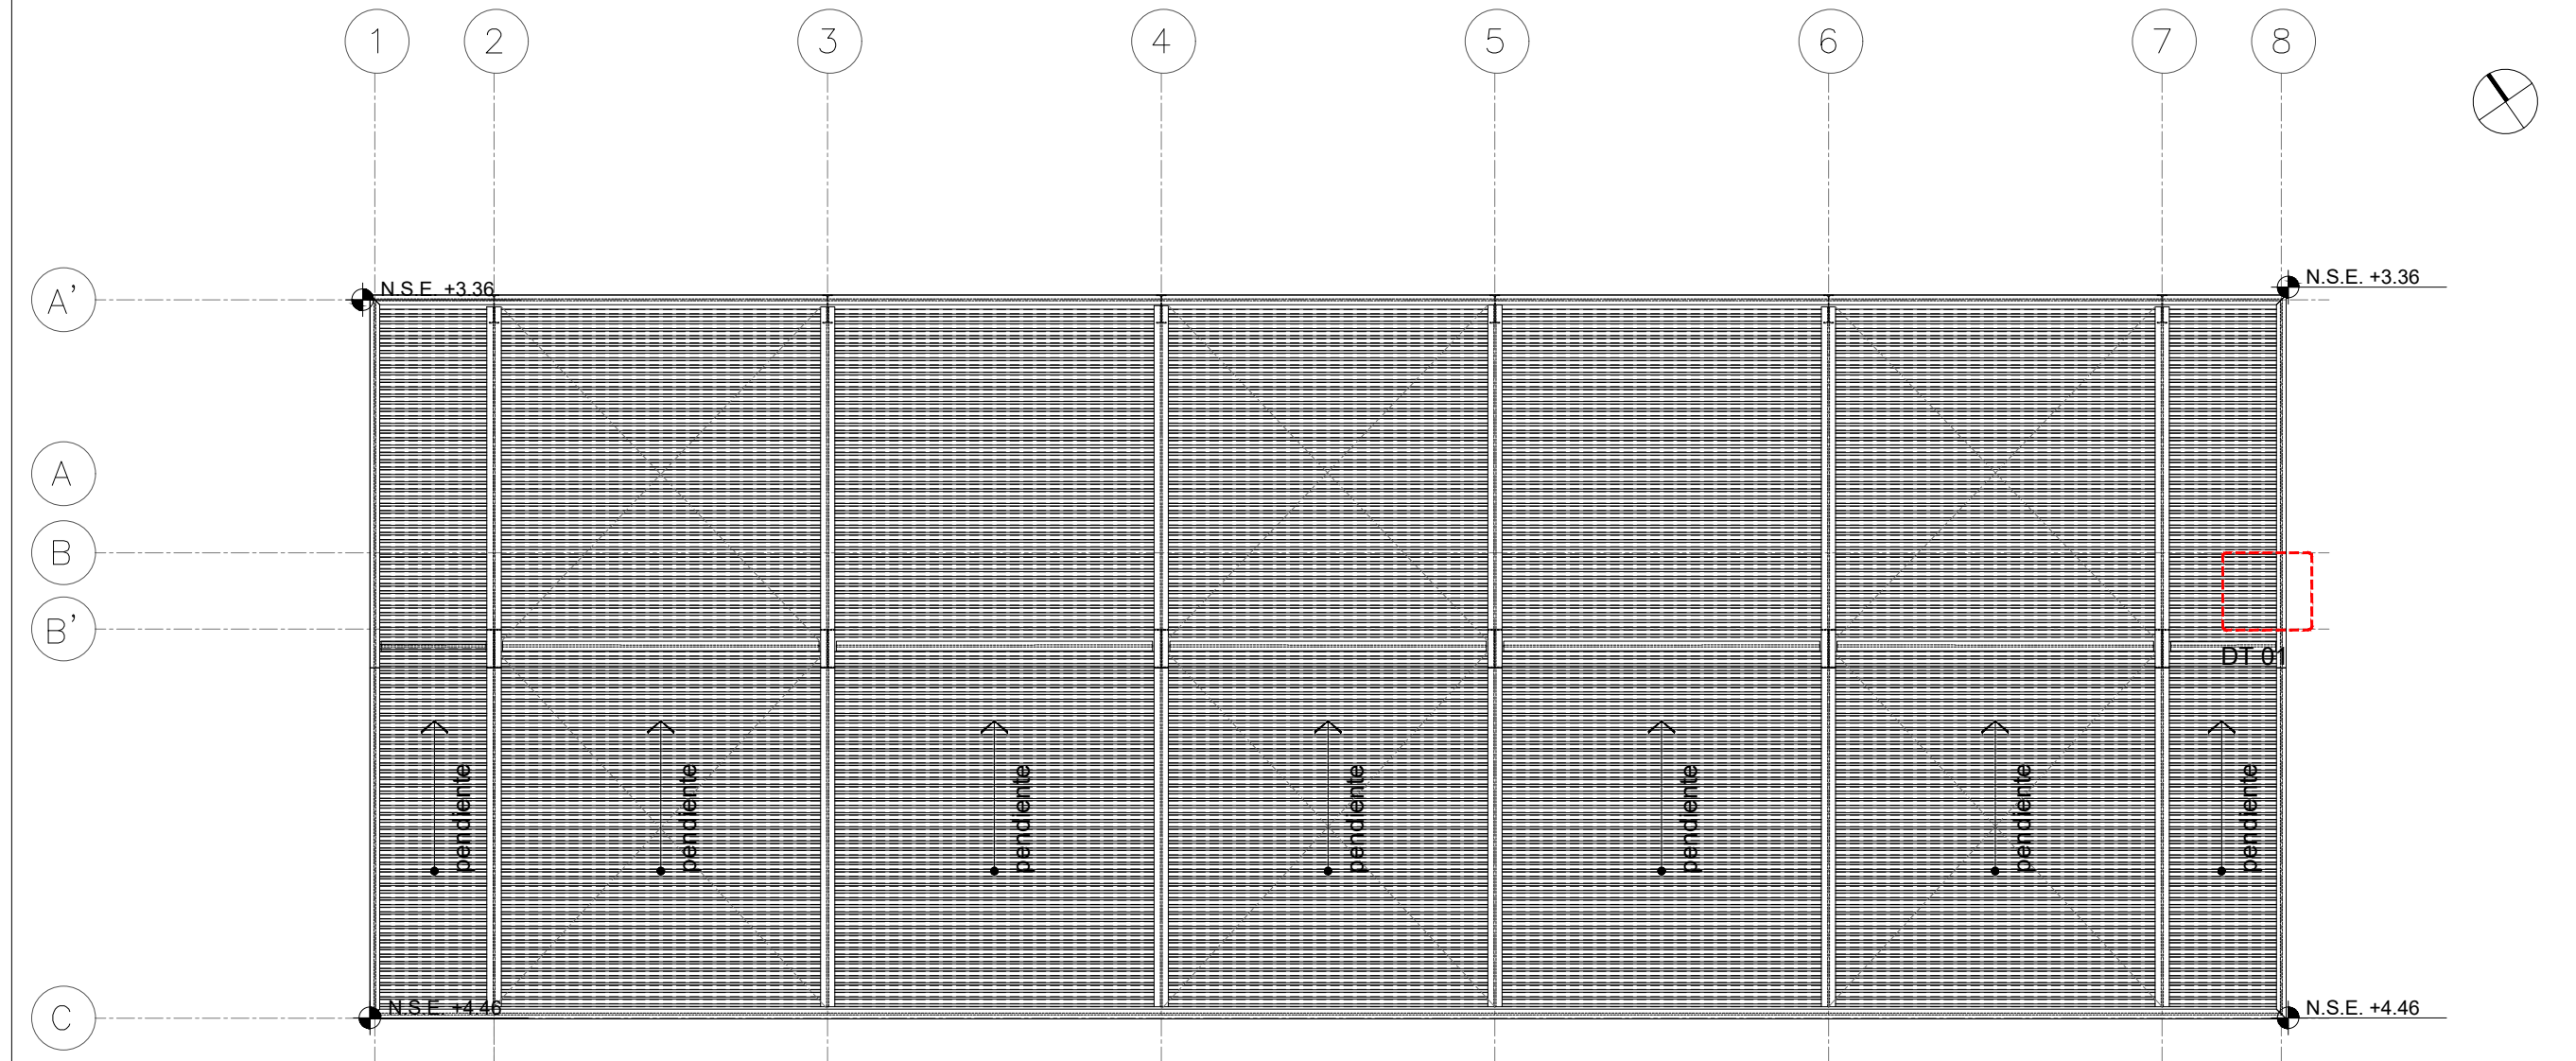 1 2 3 4 5 6 7 8
A' N.S.E. +3.36 N.S.E. +3.36
A
B
B'
DT 01
pendiente pendiente pendiente pendiente pendiente pendiente pendiente
C N.S.E. +4.46 N.S.E. +4.46